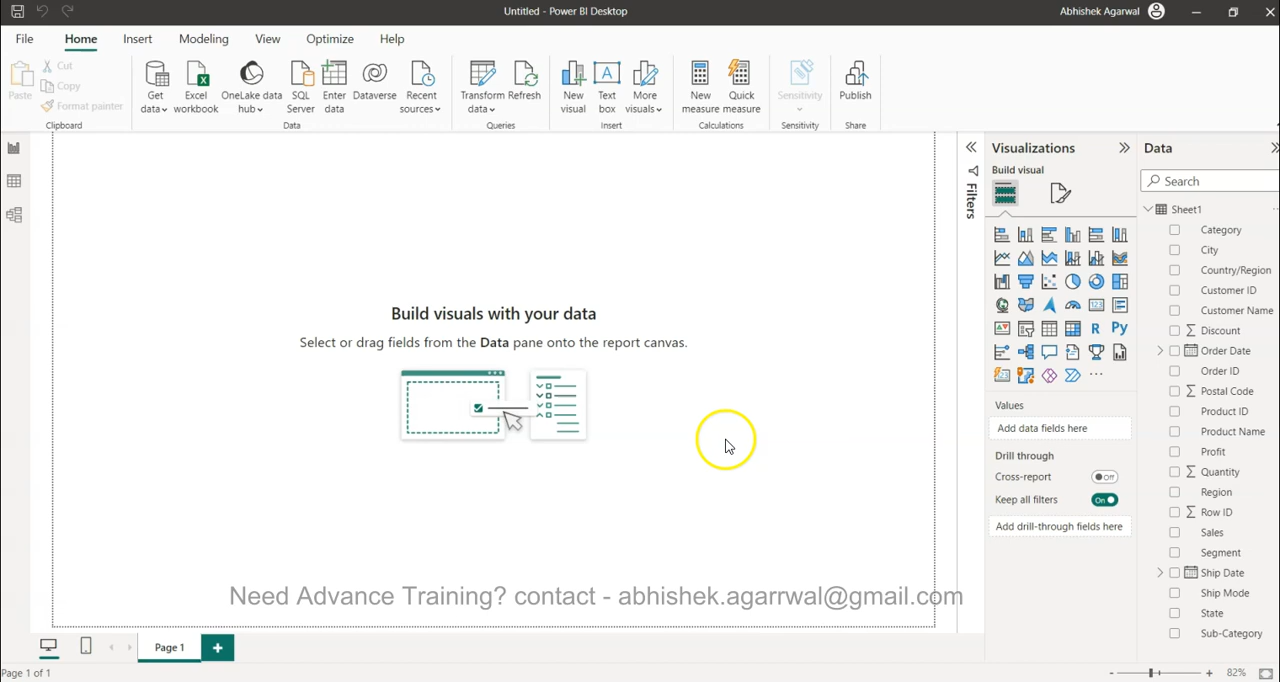 Untitled - Power BI Desktop
Abhishek Agarwal
File
Home
Insert
Modeling
View
Optimize
Help
Paste
Cut
Copy
Format painter
Clipboard
Get data
Excel workbook
OneLake data hub
SQL Server
Enter data
Dataverse
Recent sources
Data
Transform data
Refresh
Queries
New visual
Text box
More visuals
Insert
New measure
Quick measure
Calculations
Sensitivity
Sensitivity
Publish
Share
Filters
Build visuals with your data
Select or drag fields from the Data pane onto the report canvas.
Visualizations
Build visual
R
Py
123
Values
Add data fields here
Drill through
Cross-report
Off
Keep all filters
On
Add drill-through fields here
Data
Search
Sheet1
Category
City
Country/Region
Customer ID
Customer Name
Discount
Order Date
Order ID
Postal Code
Product ID
Product Name
Profit
Quantity
Region
Row ID
Sales
Segment
Ship Date
Ship Mode
State
Sub-Category
Need Advance Training? contact - abhishek.agarrwal@gmail.com
Page 1
Page 1 of 1
82%